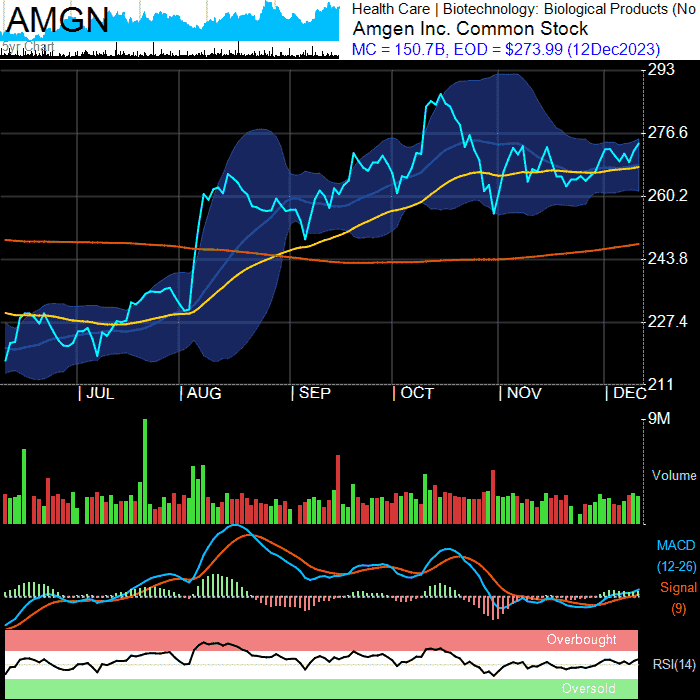 AMGN
5yr Chart
Health Care | Biotechnology: Biological Products (No
Amgen Inc. Common Stock
MC = 150.7B, EOD = $273.99 (12Dec2023)
293
276.6
260.2
243.8
227.4
211
| JUL | AUG | SEP | OCT | NOV | DEC
9M
Volume
MACD
(12-26)
Signal
(9)
Overbought
RSI(14)
Oversold